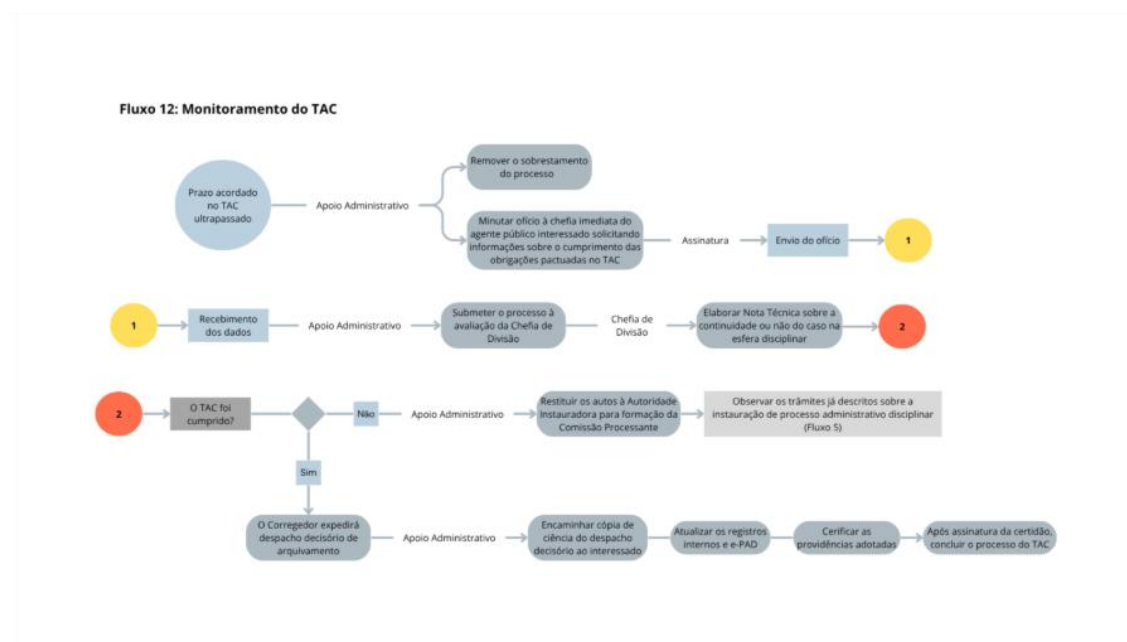 Fluxo 12: Monitoramento do TAC
Prazo acordado
no TAC
ultrapassado
Apoio Administrativo
Remover o sobrestamento
do processo
Minutar ofício à chefia imediata do
agente público interessado solicitando
informações sobre o cumprimento das
obrigações pactuadas no TAC
Assinatura
Envio do ofício
1
1
Recebimento
dos dados
Apoio Administrativo
Submeter o processo à
avaliação da Chefia de
Divisão
Chefia de
Divisão
Elaborar Nota Técnica sobre a
continuidade ou não do caso na
esfera disciplinar
2
2
O TAC foi
cumprido?
Não
Apoio Administrativo
Restituir os autos à Autoridade
Instauradora para formação da
Comissão Processante
Observar os trâmites já descritos sobre a
instauração de processo administrativo disciplinar
(Fluxo 5)
Sim
O Corregedor expedirá
despacho decisório de
arquivamento
Apoio Administrativo
Encaminhar cópia de
ciência do despacho
decisório ao interessado
Atualizar os registros
internos e e-PAD
Cerificar as
providências adotadas
Após assinatura da certidão,
concluir o processo do TAC